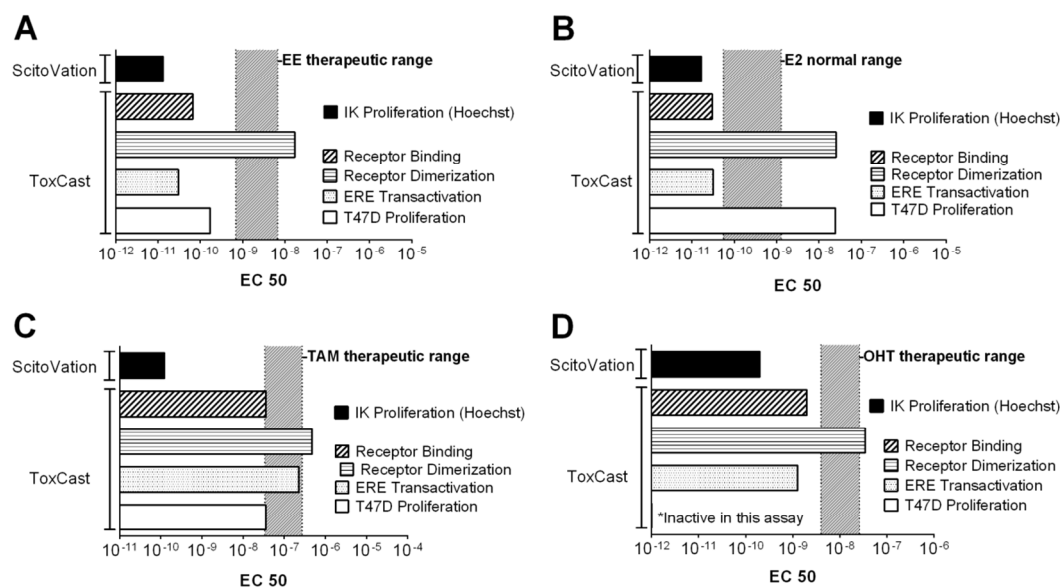 A
ScitoVation
EE therapeutic range
IK Proliferation (Hoechst)
ToxCast
Receptor Binding
Receptor Dimerization
ERE Transactivation
T47D Proliferation
10-12 10-11 10-10 10-9 10-8 10-7 10-6 10-5
EC 50
B
ScitoVation
E2 normal range
IK Proliferation (Hoechst)
ToxCast
Receptor Binding
Receptor Dimerization
ERE Transactivation
T47D Proliferation
10-12 10-11 10-10 10-9 10-8 10-7 10-6 10-5
EC 50
C
ScitoVation
TAM therapeutic range
IK Proliferation (Hoechst)
ToxCast
Receptor Binding
Receptor Dimerization
ERE Transactivation
T47D Proliferation
10-11 10-10 10-9 10-8 10-7 10-6 10-5 10-4
EC 50
D
ScitoVation
OHT therapeutic range
IK Proliferation (Hoechst)
ToxCast
Receptor Binding
Receptor Dimerization
ERE Transactivation
T47D Proliferation
*Inactive in this assay
10-12 10-11 10-10 10-9 10-8 10-7 10-6
EC 50